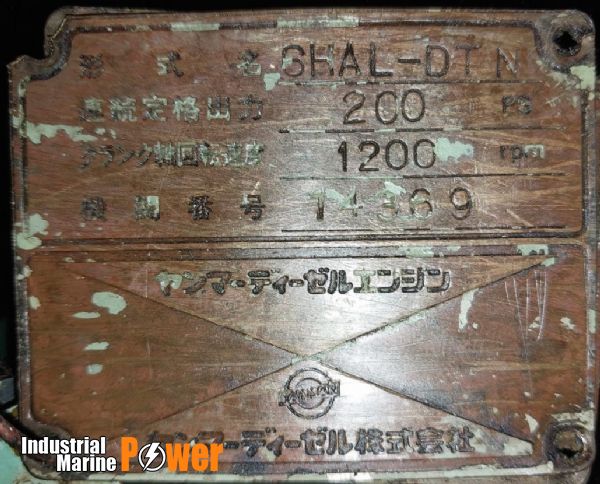 形式名 6HAL-DTN
連続定格出力 200 PS
クランク軸回転速度 1200 rpm
機関番号 14369
ヤンマーディーゼルエンジン
YANMAR
ヤンマーディーゼル株式会社
Industrial
Marine Power